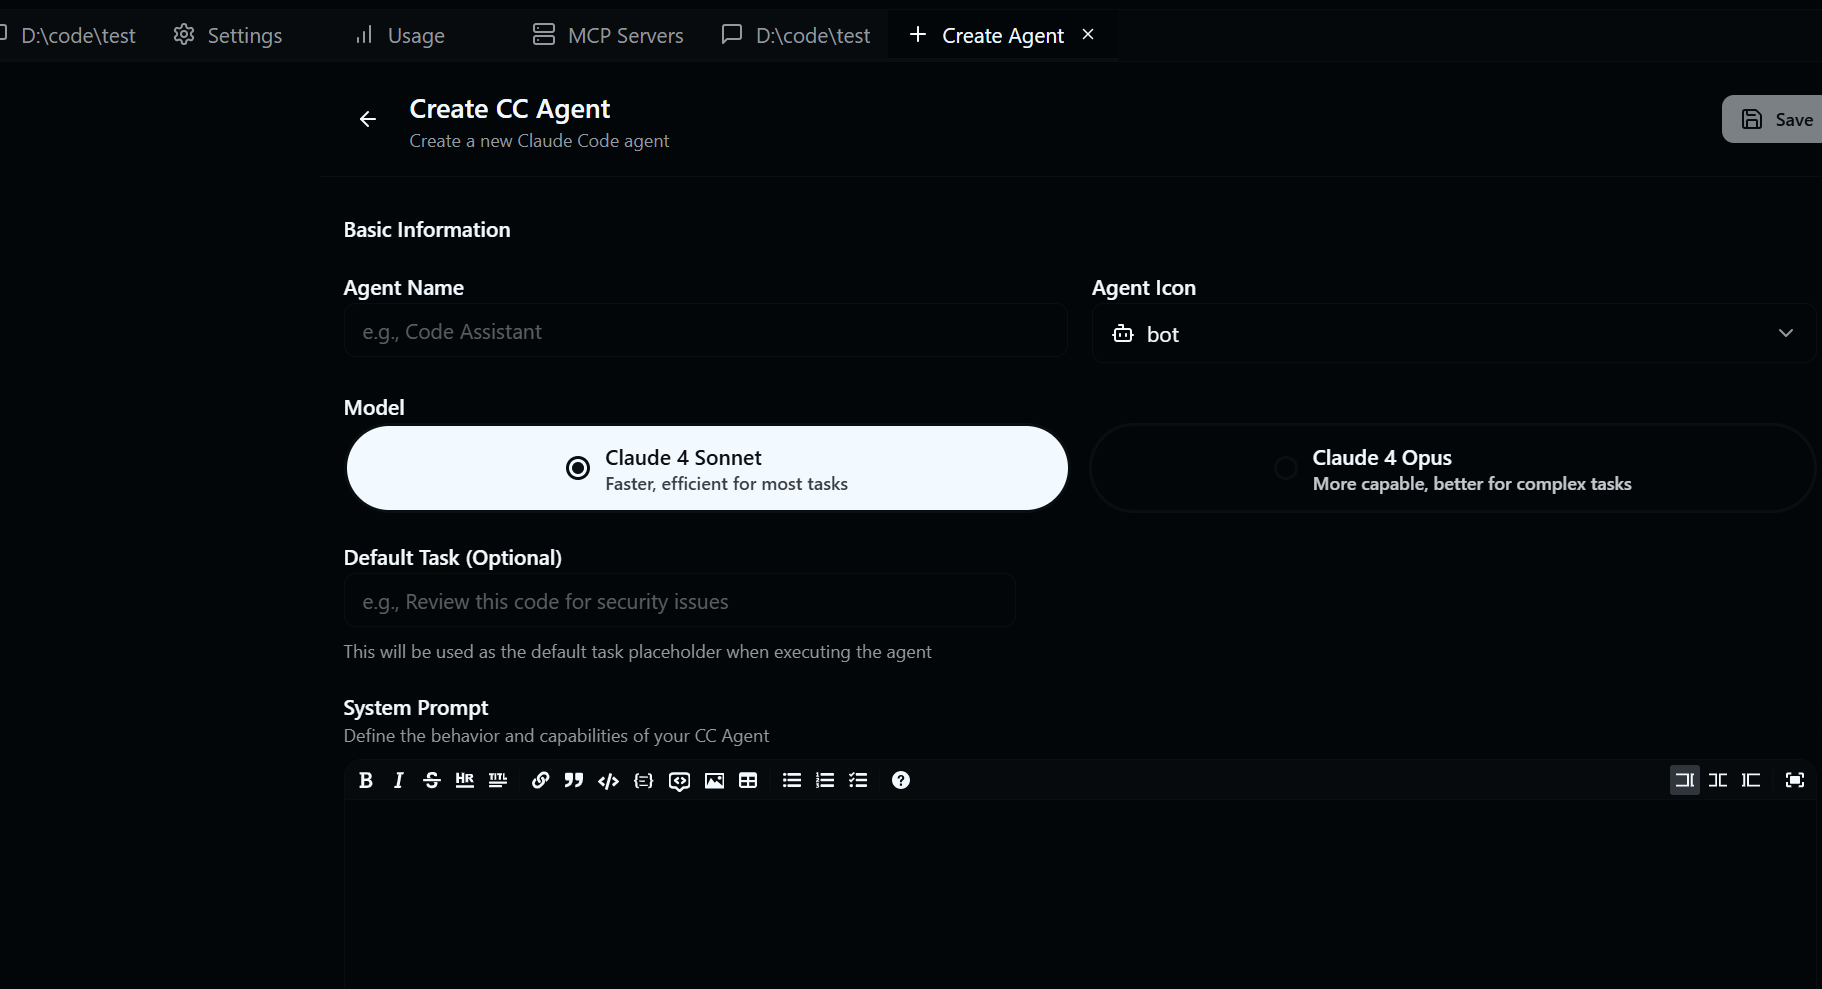 D:\code\test Settings Usage MCP Servers D:\code\test Create Agent
Create CC Agent
Create a new Claude Code agent
Save
Basic Information
Agent Name
Agent Icon
e.g., Code Assistant
bot
Model
Claude 4 Sonnet
Faster, efficient for most tasks
Claude 4 Opus
More capable, better for complex tasks
Default Task (Optional)
e.g., Review this code for security issues
This will be used as the default task placeholder when executing the agent
System Prompt
Define the behavior and capabilities of your CC Agent
B I S HR TITL